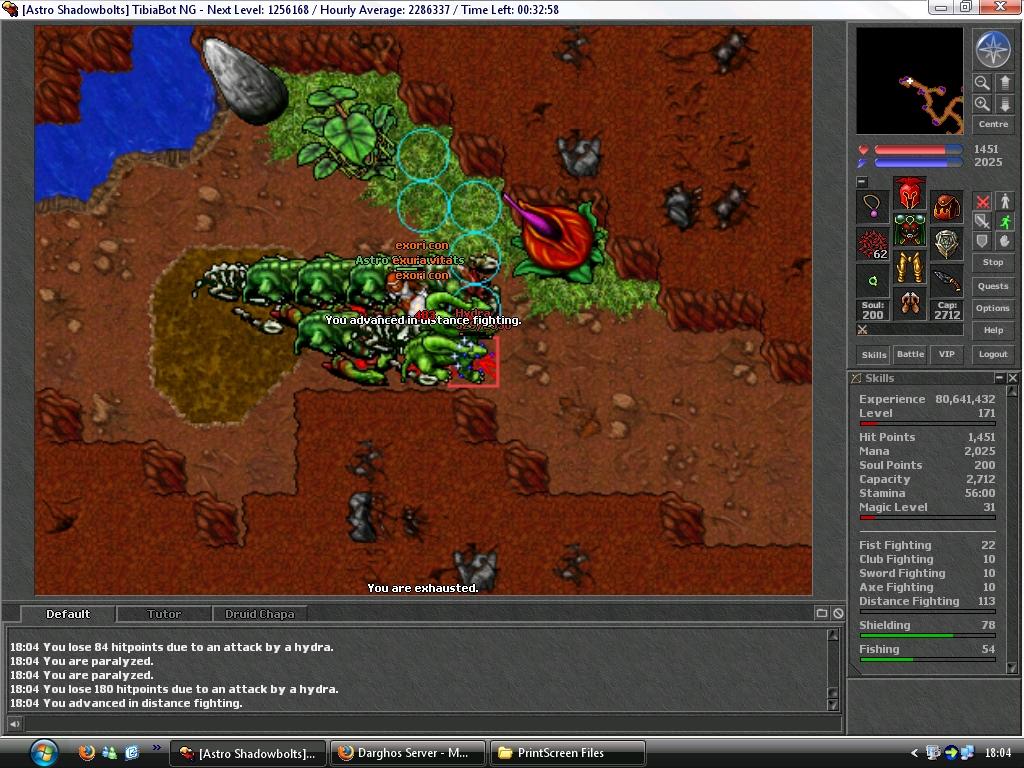 [Astro Shadowbolts] TibiaBot NG - Next Level: 1256168 / Hourly Average: 2286337 / Time Left: 00:32:58
Centre
1451
2025
62
Soul:
200
Cap:
2712
Stop
Quests
Options
Help
Skills
Battle
VIP
Logout
exori con
Astro
exura vitats
exori con
Hydra
You advanced in distance fighting.
You are exhausted.
Skills
Experience 80,641,432
Level 171
Hit Points 1,451
Mana 2,025
Soul Points 200
Capacity 2,712
Stamina 56:00
Magic Level 31
Fist Fighting 22
Club Fighting 10
Sword Fighting 10
Axe Fighting 10
Distance Fighting 113
Shielding 78
Fishing 54
Default
Tutor
Druid Chapa
18:04 You lose 84 hitpoints due to an attack by a hydra.
18:04 You are paralyzed.
18:04 You are paralyzed.
18:04 You lose 180 hitpoints due to an attack by a hydra.
18:04 You advanced in distance fighting.
[Astro Shadowbolts]...
Darghos Server - M...
PrintScreen Files
18:04